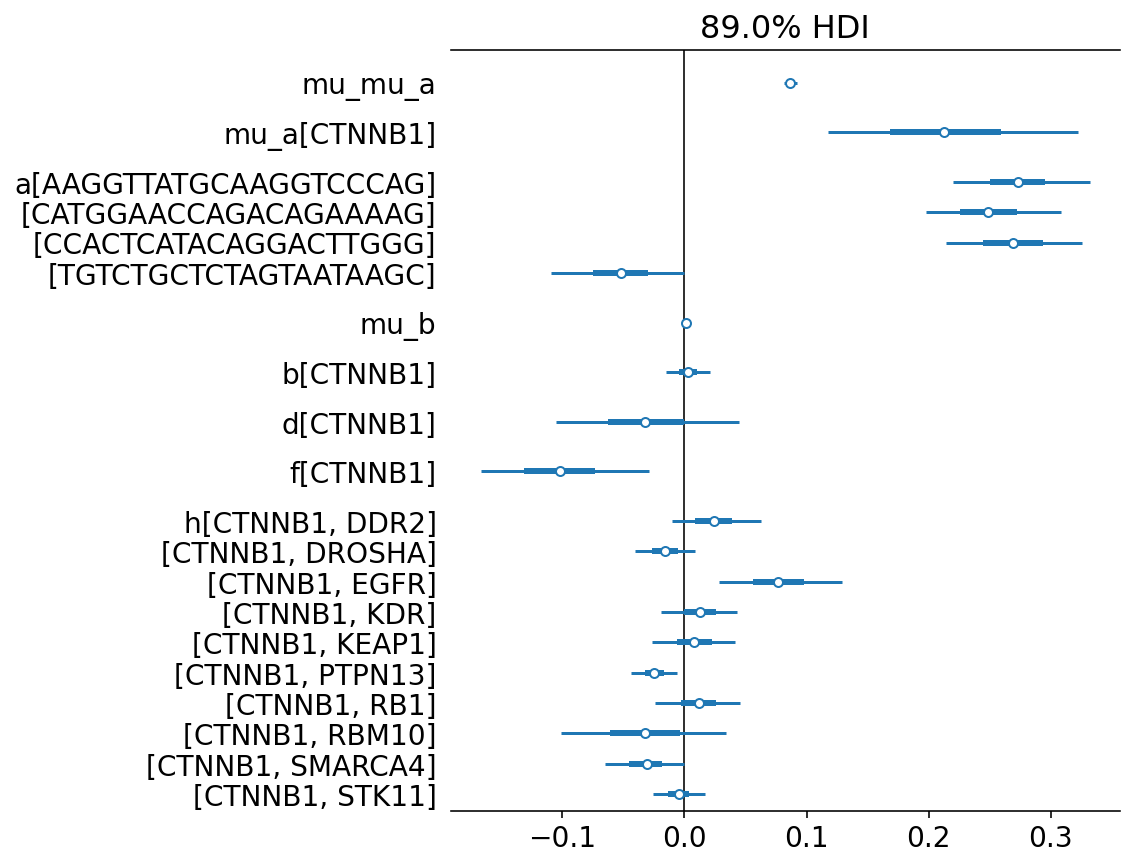 89.0% HDI
mu_mu_a
mu_a[CTNNB1]
a[AAGGTTATGCAAGGTCCCAG]
[CATGGAACCAGACAGAAAAG]
[CCACTCATACAGGACTTGGG]
[TGTCTGCTCTAGTAATAAGC]
mu_b
b[CTNNB1]
d[CTNNB1]
f[CTNNB1]
h[CTNNB1, DDR2]
[CTNNB1, DROSHA]
[CTNNB1, EGFR]
[CTNNB1, KDR]
[CTNNB1, KEAP1]
[CTNNB1, PTPN13]
[CTNNB1, RB1]
[CTNNB1, RBM10]
[CTNNB1, SMARCA4]
[CTNNB1, STK11]
−0.1 0.0 0.1 0.2 0.3